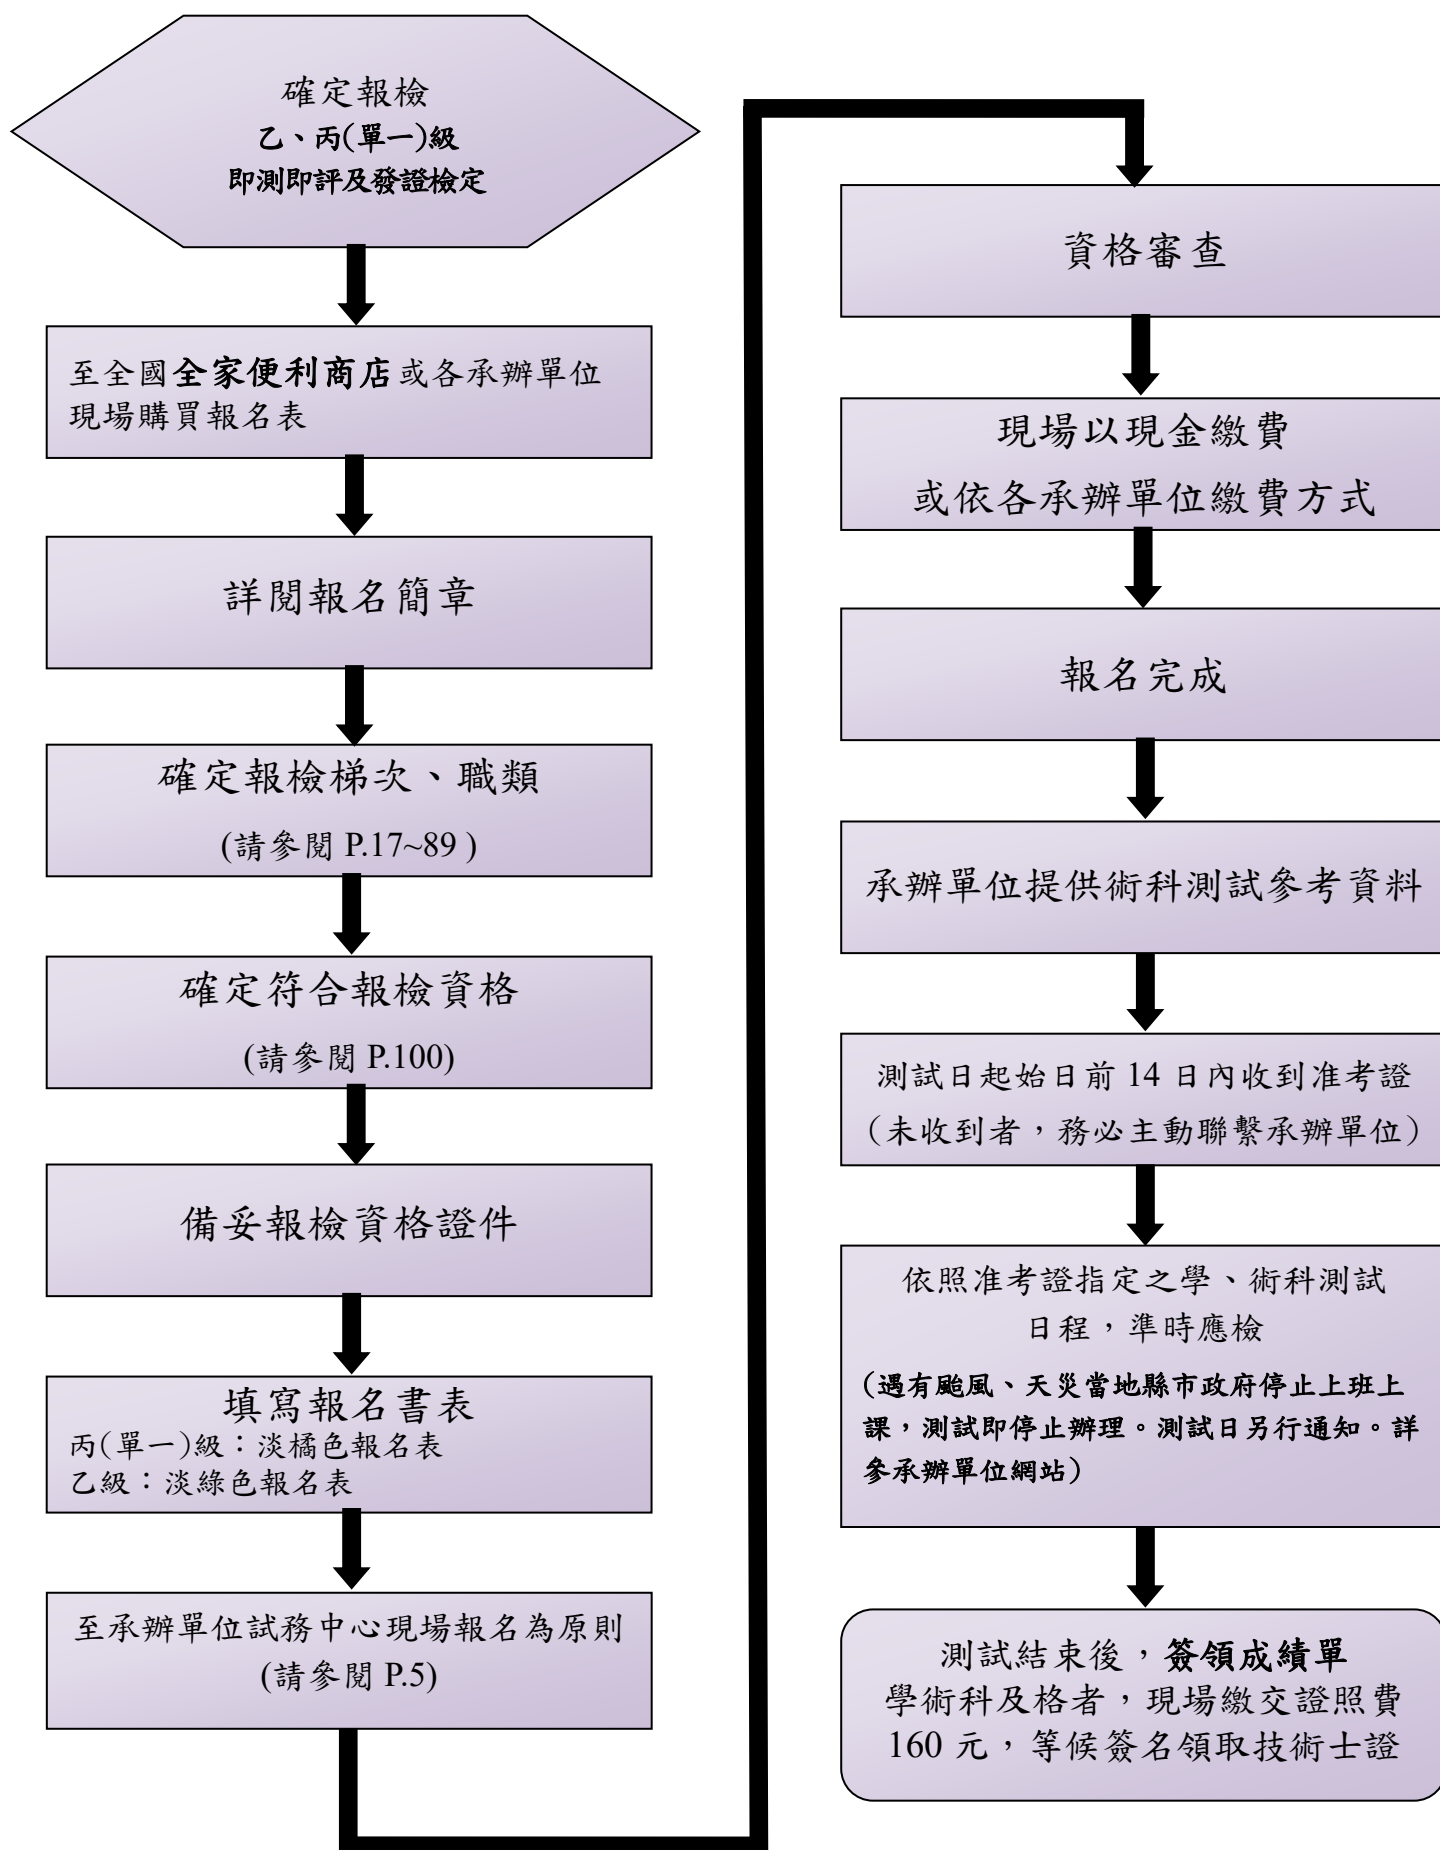 確定報檢
乙、丙(單一)級
即測即評及發證檢定
至全國全家便利商店或各承辦單位
現場購買報名表
詳閱報名簡章
確定報檢梯次、職類
(請參閱 P.17~89 )
確定符合報檢資格
(請參閱 P.100)
備妥報檢資格證件
填寫報名書表
丙(單一)級：淡橘色報名表
乙級：淡綠色報名表
至承辦單位試務中心現場報名為原則
(請參閱 P.5)
資格審查
現場以現金繳費
或依各承辦單位繳費方式
報名完成
承辦單位提供術科測試參考資料
測試日起始日前 14 日內收到准考證
（未收到者，務必主動聯繫承辦單位）
依照准考證指定之學、術科測試
日程，準時應檢
（遇有颱風、天災當地縣市政府停止上班上
課，測試即停止辦理。測試日另行通知。詳
參承辦單位網站）
測試結束後，簽領成績單
學術科及格者，現場繳交證照費
160 元，等候簽名領取技術士證